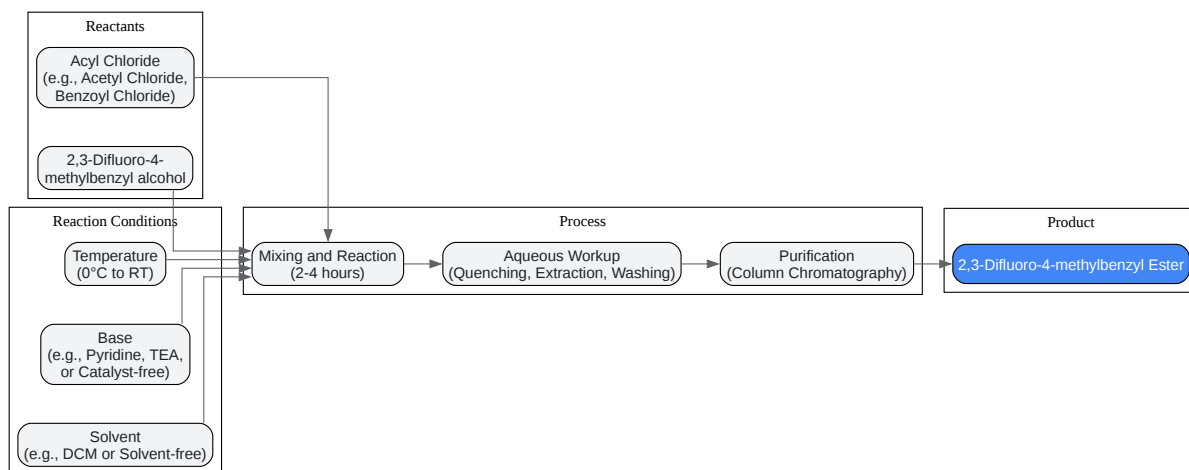 Reactants
Acyl Chloride
(e.g., Acetyl Chloride,
Benzoyl Chloride)
2,3-Difluoro-4-
methylbenzyl alcohol
Reaction Conditions
Temperature
(0°C to RT)
Base
(e.g., Pyridine, TEA,
or Catalyst-free)
Solvent
(e.g., DCM or Solvent-free)
Process
Mixing and Reaction
(2-4 hours)
Aqueous Workup
(Quenching, Extraction, Washing)
Purification
(Column Chromatography)
Product
2,3-Difluoro-4-methylbenzyl Ester